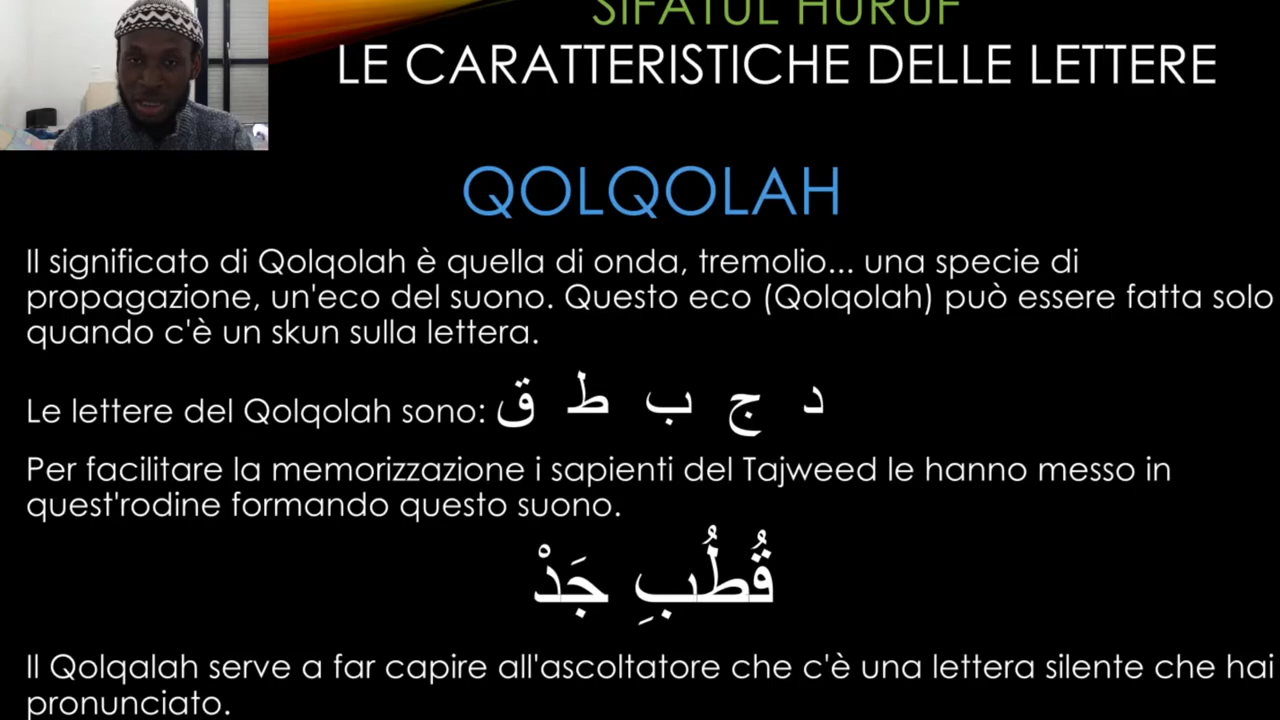 SIFATUL HURUF
LE CARATTERISTICHE DELLE LETTERE
QOLQOLAH
Il significato di Qolqolah è quella di onda, tremolio... una specie di
propagazione, un'eco del suono. Questo eco (Qolqolah) può essere fatta solo
quando c'è un skun sulla lettera.
Le lettere del Qolqolah sono: ق ط ب ج د
Per facilitare la memorizzazione i sapienti del Tajweed le hanno messo in
quest'rodine formando questo suono.
قُطُبِ جَدْ
Il Qolqalah serve a far capire all'ascoltatore che c'è una lettera silente che hai
pronunciato.